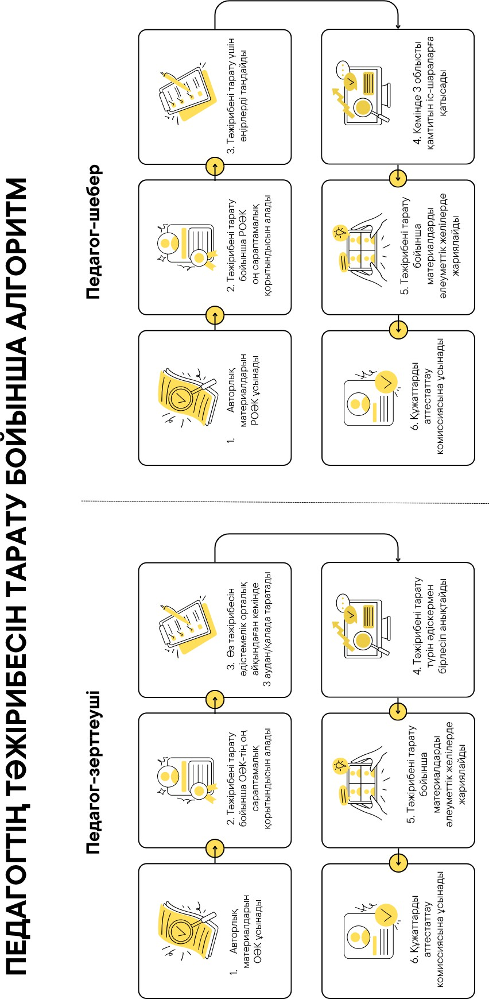 ПЕДАГОГТІҢ ТӘЖІРИБЕСІН ТАРАТУ БОЙЫНША АЛГОРИТМ
Педагог-зерттеуші
1. Авторлық
материалдарын
ОӘК ұсынады
2. Тәжірибені тарату
бойынша ОӘК-тің оң
сараптамалық
қорытындысын алады
3. Өз тәжірибесін
әдістемелік орталық
айқындаған кемінде
3 аудан/қалада таратады
4. Тәжірибені тарату
түрін әдіскермен
бірлесіп анықтайды
5. Тәжірибені тарату
бойынша
материалдарды
әлеуметтік желілерде
жариялайды
6. Құжаттарды
аттестаттау
комиссиясына ұсынады
Педагог-шебер
1. Авторлық
материалдарын
РОӘК ұсынады
2. Тәжірибені тарату
бойынша РОӘК
оң сараптамалық
қорытындысын алады
3. Тәжірибені тарату үшін
өңірлерді таңдайды
4. Кемінде 3 облысты
қамтитын іс-шараларға
қатысады
5. Тәжірибені тарату
бойынша
материалдарды
әлеуметтік желілерде
жариялайды
6. Құжаттарды
аттестаттау
комиссиясына ұсынады